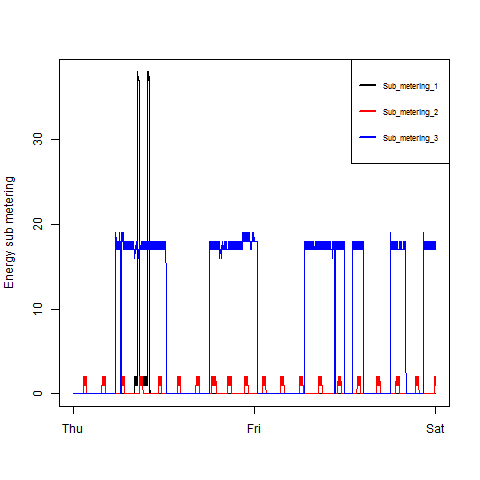 Sub_metering_1
Sub_metering_2
Sub_metering_3
Energy sub metering
30
20
10
0
Thu
Fri
Sat